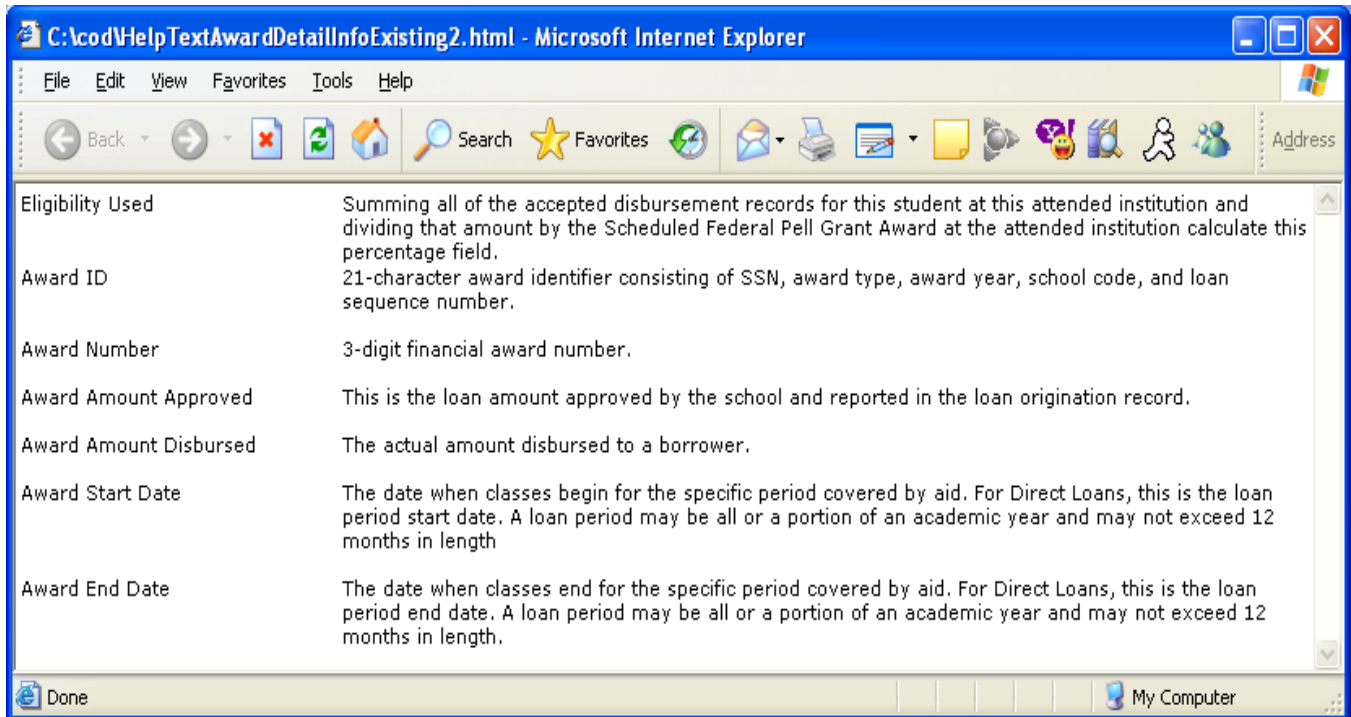 C:\cod\HelpTextAwardDetailInfoExisting2.html - Microsoft Internet Explorer
File Edit View Favorites Tools Help
Back Search Favorites Address
Eligibility Used Summing all of the accepted disbursement records for this student at this attended institution and
dividing that amount by the Scheduled Federal Pell Grant Award at the attended institution calculate this
percentage field.
Award ID 21-character award identifier consisting of SSN, award type, award year, school code, and loan
sequence number.
Award Number 3-digit financial award number.
Award Amount Approved This is the loan amount approved by the school and reported in the loan origination record.
Award Amount Disbursed The actual amount disbursed to a borrower.
Award Start Date The date when classes begin for the specific period covered by aid. For Direct Loans, this is the loan
period start date. A loan period may be all or a portion of an academic year and may not exceed 12
months in length
Award End Date The date when classes end for the specific period covered by aid. For Direct Loans, this is the loan
period end date. A loan period may be all or a portion of an academic year and may not exceed 12
months in length.
Done My Computer